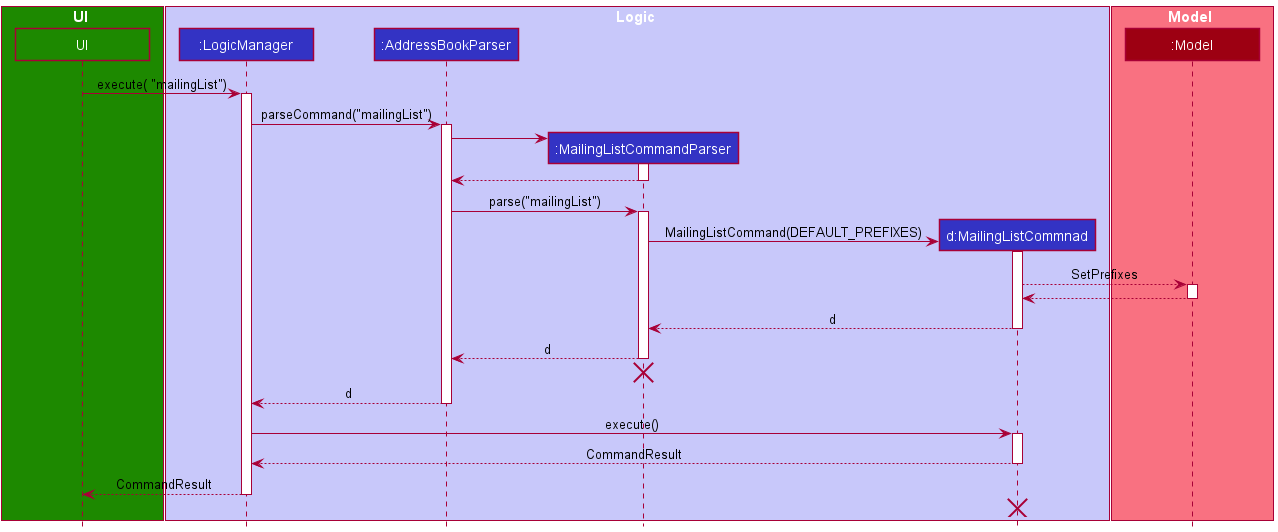 UI
Logic
Model
UI
:LogicManager
:AddressBookParser
:Model
execute( "mailingList")
parseCommand("mailingList")
:MailingListCommandParser
parse("mailingList")
MailingListCommand(DEFAULT_PREFIXES)
d:MailingListCommnad
SetPrefixes
d
d
d
execute()
CommandResult
CommandResult